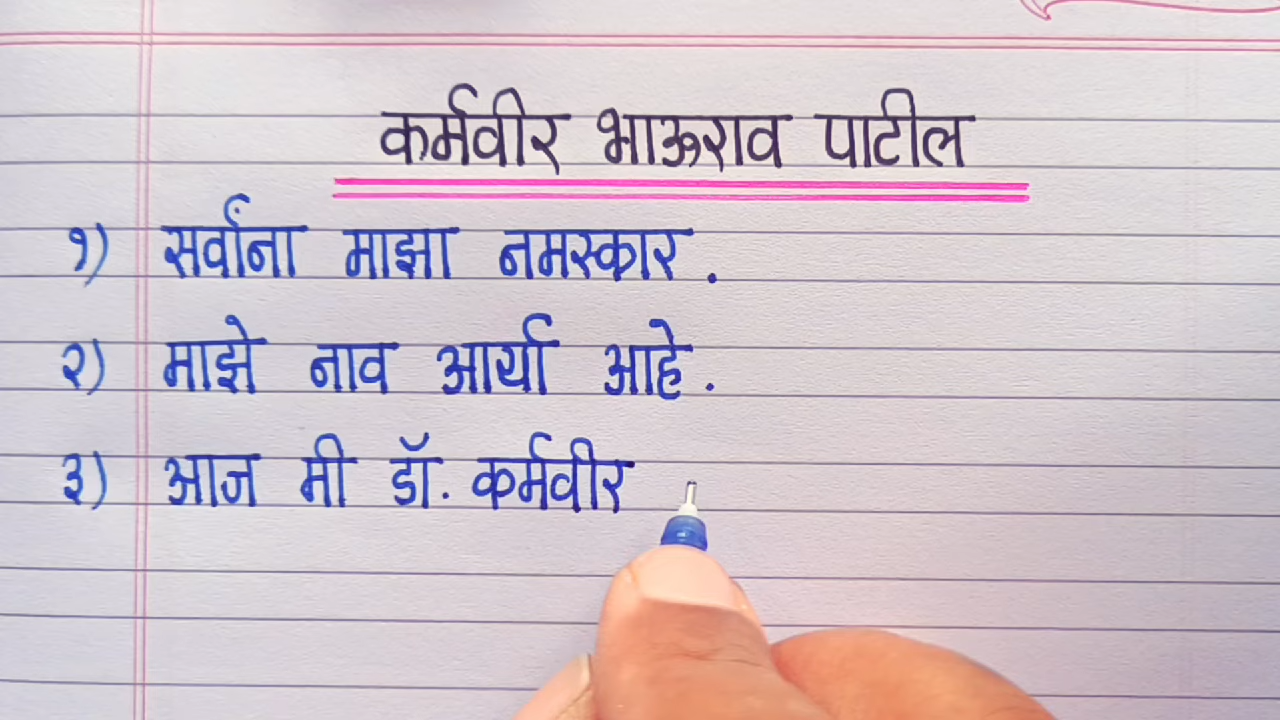 कर्मवीर भाऊराव पाटील
१) सर्वांना माझा नमस्कार .
२) माझे नाव आर्या आहे .
३) आज मी डॉ. कर्मवीर